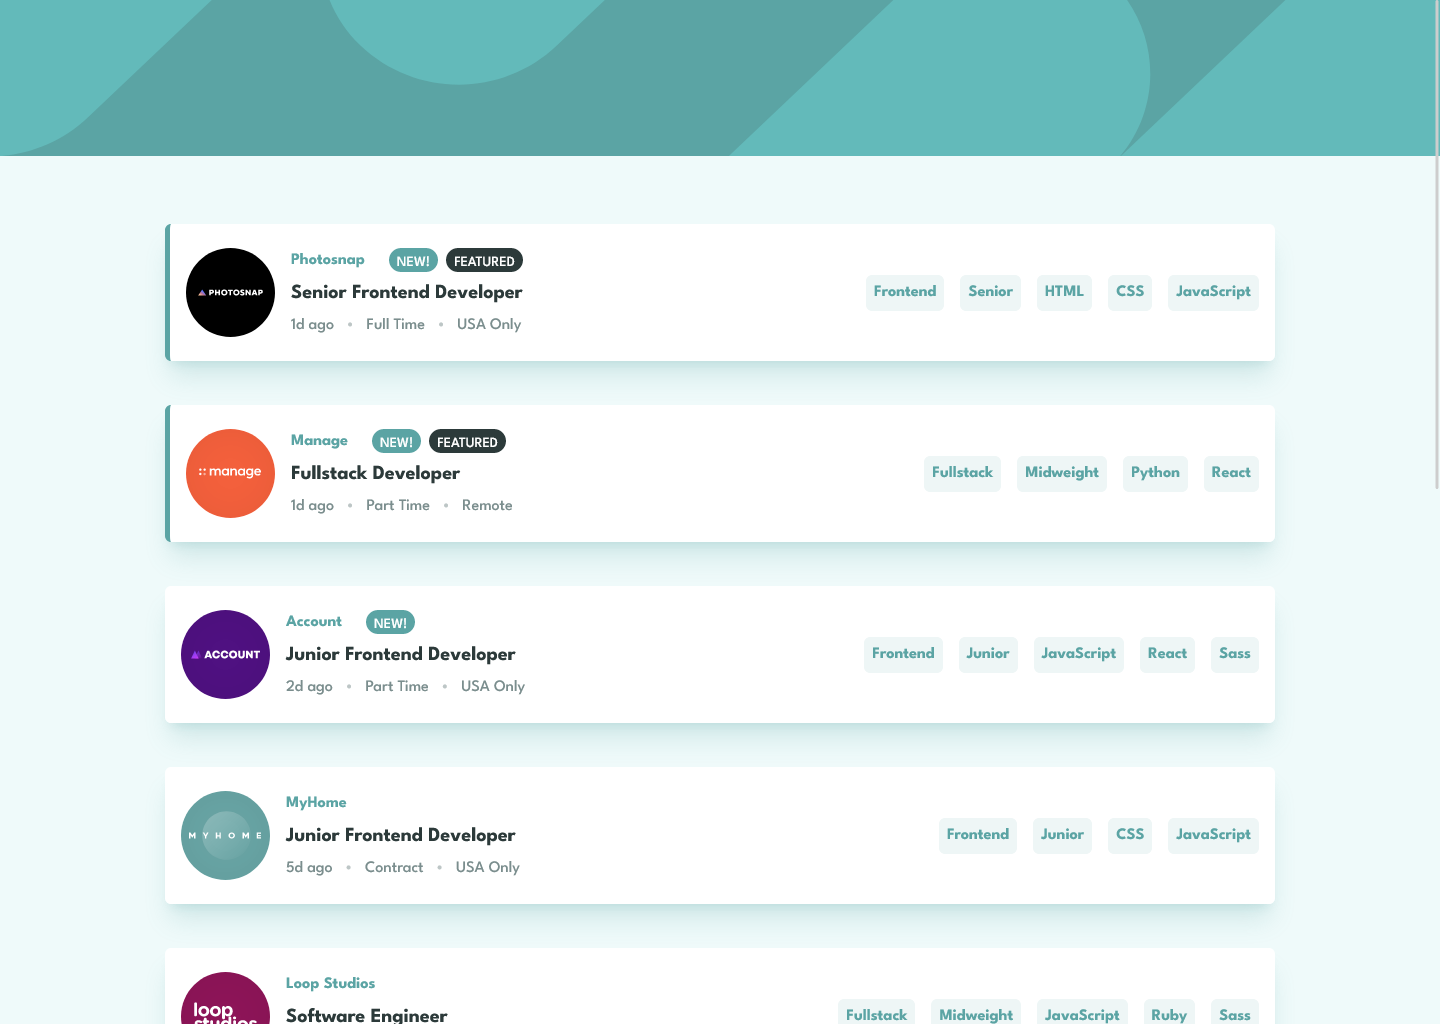 Photosnap NEW! FEATURED
PHOTOSNAP
Senior Frontend Developer
1d ago • Full Time • USA Only
Frontend Senior HTML CSS JavaScript
Manage NEW! FEATURED
:: manage
Fullstack Developer
1d ago • Part Time • Remote
Fullstack Midweight Python React
Account NEW!
ACCOUNT
Junior Frontend Developer
2d ago • Part Time • USA Only
Frontend Junior JavaScript React Sass
MyHome
MYHOME
Junior Frontend Developer
5d ago • Contract • USA Only
Frontend Junior CSS JavaScript
Loop Studios
loop
studios
Software Engineer
Fullstack Midweight JavaScript Ruby Sass